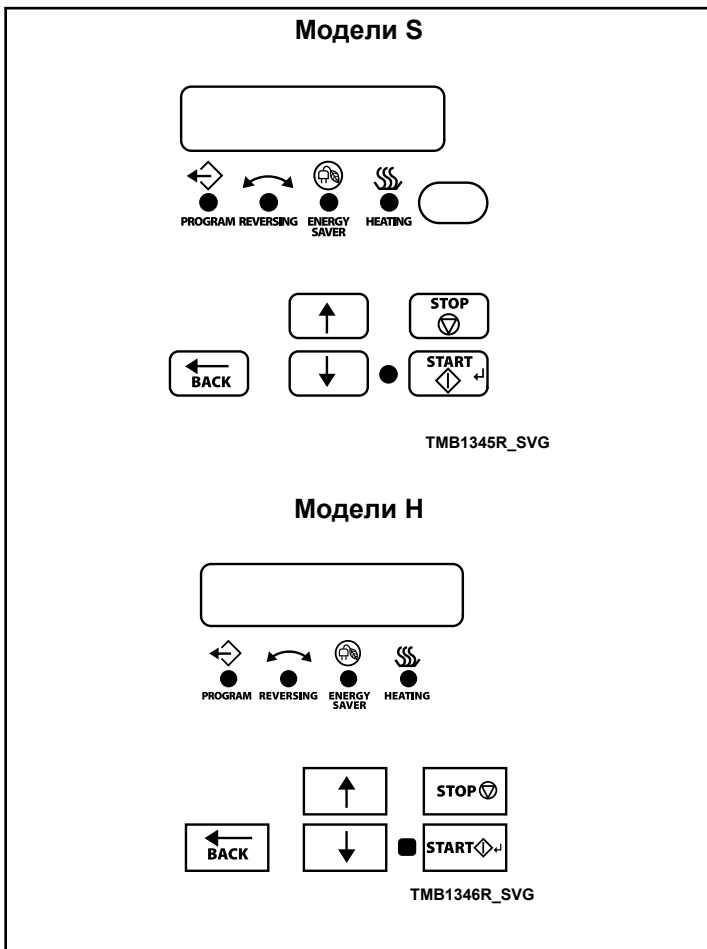 Модели S
PROGRAM REVERSING ENERGY SAVER HEATING
STOP
START
BACK
TMB1345R_SVG
Модели H
PROGRAM REVERSING ENERGY SAVER HEATING
STOP
BACK
START
TMB1346R_SVG